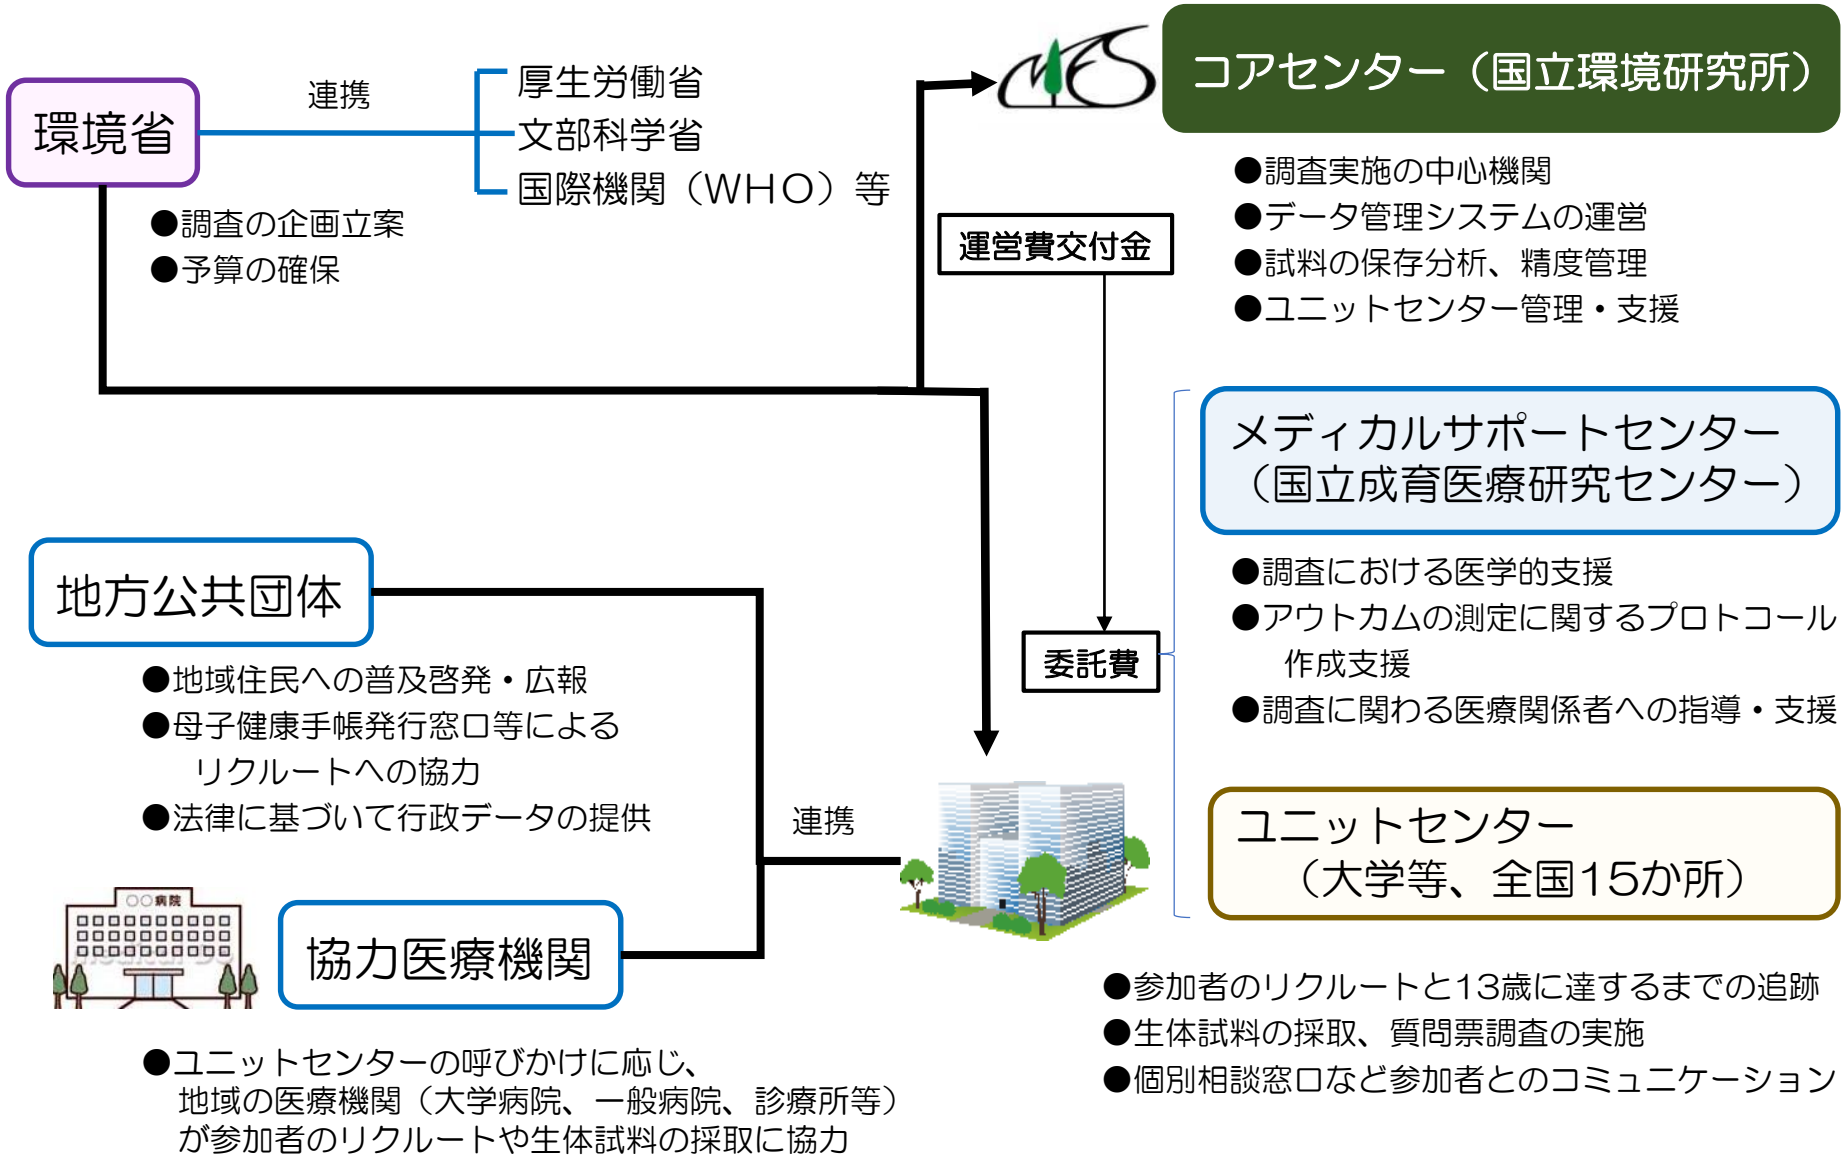 環境省
連携
厚生労働省
文部科学省
国際機関（WHO）等
●調査の企画立案
●予算の確保
コアセンター（国立環境研究所）
●調査実施の中心機関
●データ管理システムの運営
●試料の保存分析、精度管理
●ユニットセンター管理・支援
運営費交付金
委託費
メディカルサポートセンター
（国立成育医療研究センター）
●調査における医学的支援
●アウトカムの測定に関するプロトコール
作成支援
●調査に関わる医療関係者への指導・支援
地方公共団体
●地域住民への普及啓発・広報
●母子健康手帳発行窓口等による
リクルートへの協力
●法律に基づいて行政データの提供
連携
ユニットセンター
（大学等、全国15か所）
●参加者のリクルートと13歳に達するまでの追跡
●生体試料の採取、質問票調査の実施
●個別相談窓口など参加者とのコミュニケーション
○○病院
協力医療機関
●ユニットセンターの呼びかけに応じ、
地域の医療機関（大学病院、一般病院、診療所等）
が参加者のリクルートや生体試料の採取に協力